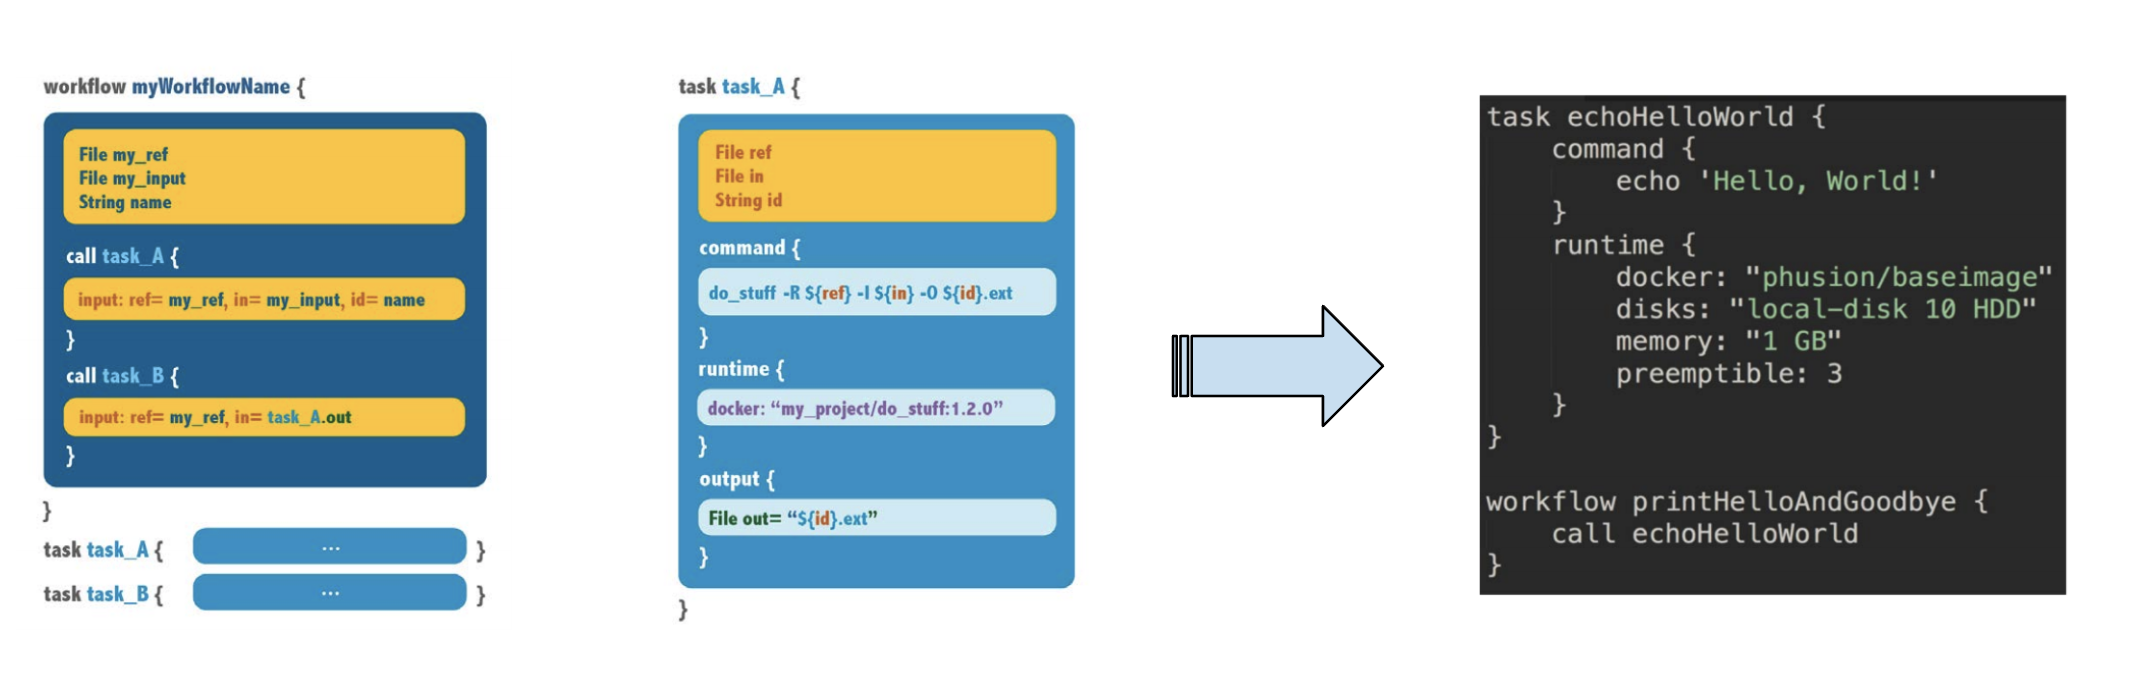 workflow myWorkflowName {
File my_ref
File my_input
String name
call task_A {
input: ref= my_ref, in= my_input, id= name
}
call task_B {
input: ref= my_ref, in= task_A.out
}
}
task task_A { ... }
task task_B { ... }
task task_A {
File ref
File in
String id
command {
do_stuff -R ${ref} -I ${in} -O ${id}.ext
}
runtime {
docker: “my_project/do_stuff:1.2.0”
}
output {
File out= “${id}.ext”
}
}
task echoHelloWorld {
command {
echo 'Hello, World!'
}
runtime {
docker: "phusion/baseimage"
disks: "local-disk 10 HDD"
memory: "1 GB"
preemptible: 3
}
}
workflow printHelloAndGoodbye {
call echoHelloWorld
}